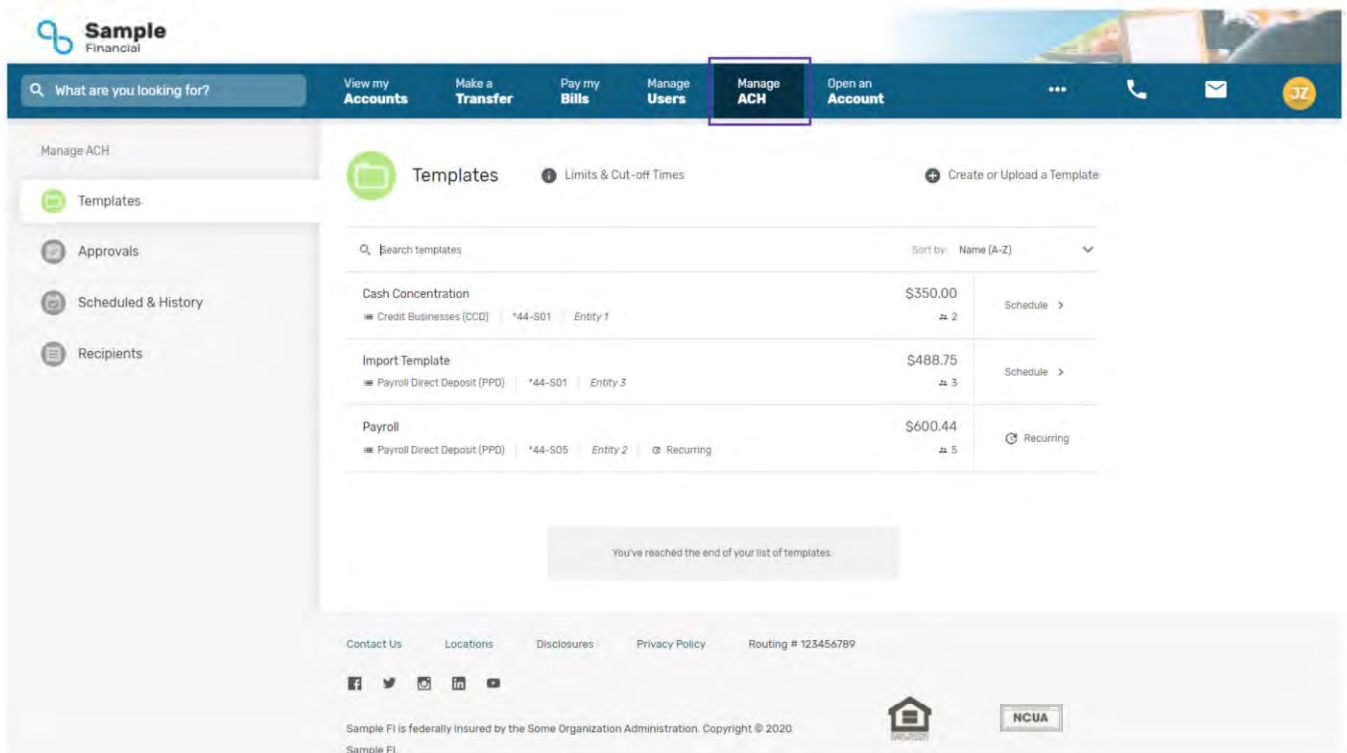 Sample
Financial
What are you looking for?
View my
Accounts
Make a
Transfer
Pay my
Bills
Manage
Users
Manage
ACH
Open an
Account
JZ
Manage ACH
Templates
Approvals
Scheduled & History
Recipients
Templates
Limits & Cut-off Times
Create or Upload a Template
Search templates
Sort by: Name (A-Z)
Cash Concentration
$350.00
Schedule >
Credit Businesses (CCD) *44-S01 Entity 1
2
Import Template
$488.75
Schedule >
Payroll Direct Deposit (PPD) *44-S01 Entity 3
3
Payroll
$600.44
Recurring
Payroll Direct Deposit (PPD) *44-S05 Entity 2 Recurring
5
You've reached the end of your list of templates.
Contact Us Locations Disclosures Privacy Policy Routing # 123456789
Sample FI is federally insured by the Some Organization Administration. Copyright © 2020
Sample FI.
NCUA